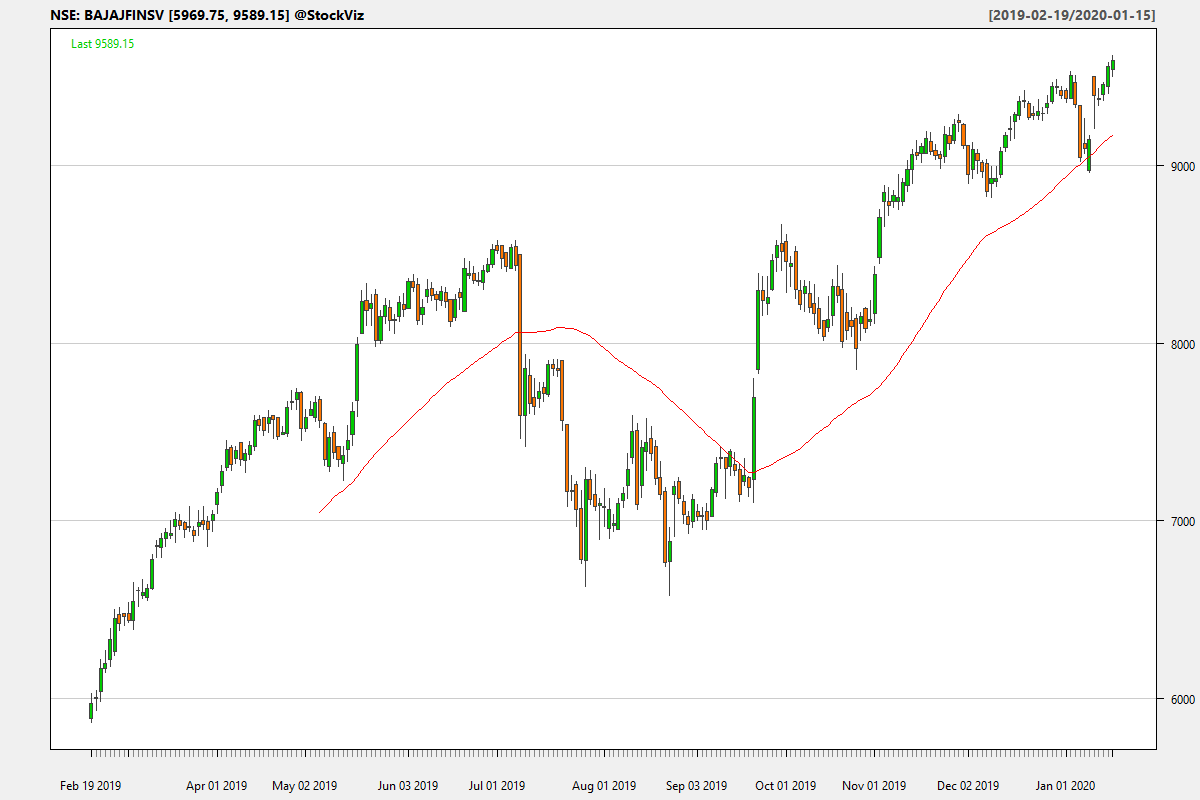 NSE: BAJAJFINSV [5969.75, 9589.15] @StockViz [2019-02-19/2020-01-15]
Last 9589.15
9000
8000
7000
6000
Feb 19 2019 Apr 01 2019 May 02 2019 Jun 03 2019 Jul 01 2019 Aug 01 2019 Sep 03 2019 Oct 01 2019 Nov 01 2019 Dec 02 2019 Jan 01 2020